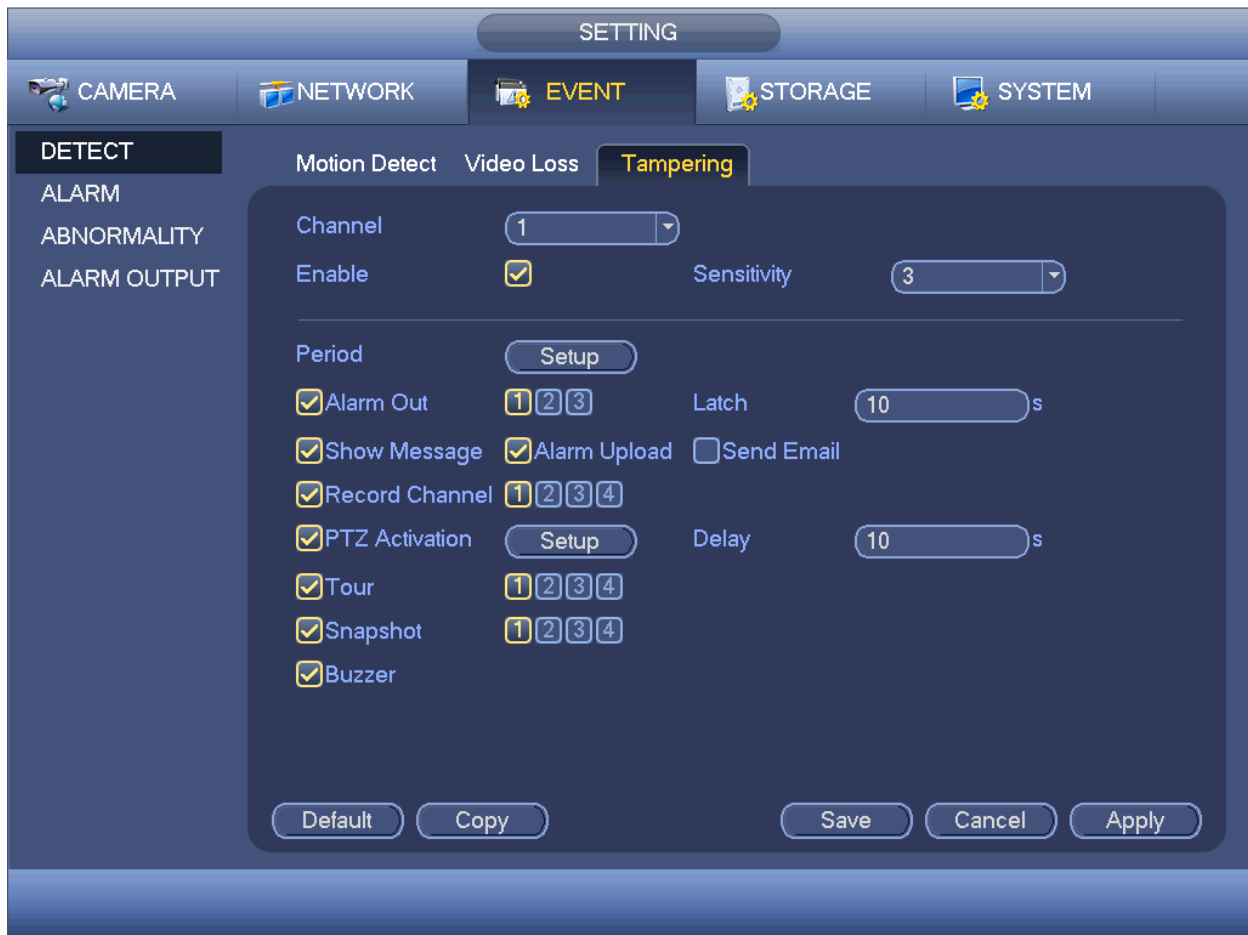 SETTING
CAMERA NETWORK EVENT STORAGE SYSTEM
DETECT
ALARM
ABNORMALITY
ALARM OUTPUT
Motion Detect Video Loss Tampering
Channel 1
Enable Sensitivity 3
Period Setup
Alarm Out 1 2 3 Latch 10 s
Show Message Alarm Upload Send Email
Record Channel 1 2 3 4
PTZ Activation Setup Delay 10 s
Tour 1 2 3 4
Snapshot 1 2 3 4
Buzzer
Default Copy Save Cancel Apply